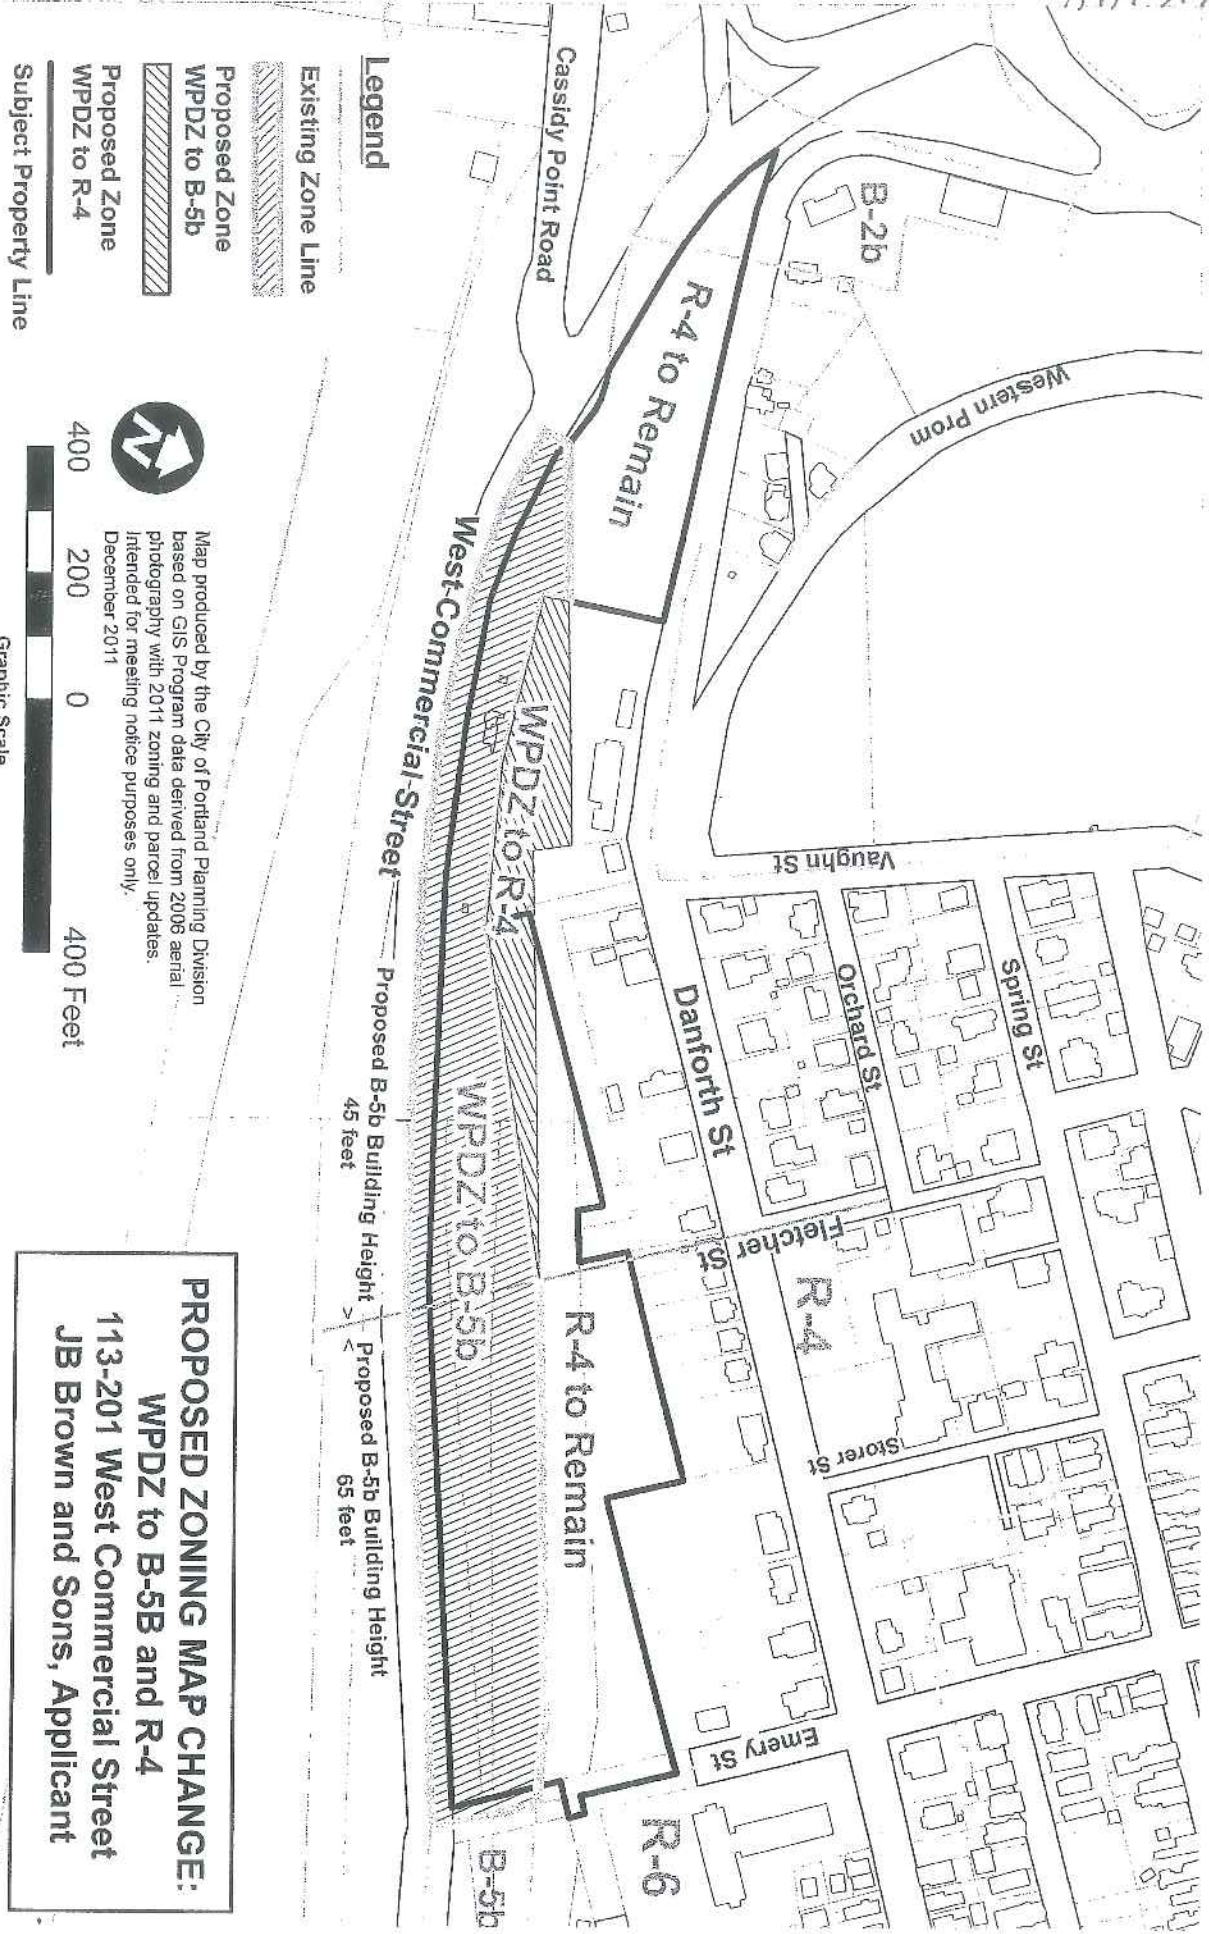 Cassidy Point Road
B-2b
Western Prom
R-4 to Remain
West Commercial Street
WPDZ to R-4
WPDZ to B-5b
Vaughn St
Spring St
Orchard St
Danforth St
Fletcher St
R-4
Storer St
R-4 to Remain
Emery St
R-6
B-5b
Proposed B-5b Building Height
45 feet
> <
Proposed B-5b Building Height
65 feet
Legend
Existing Zone Line
Proposed Zone
WPDZ to B-5b
Proposed Zone
WPDZ to R-4
Subject Property Line
N
Map produced by the City of Portland Planning Division
based on GIS Program data derived from 2006 aerial
photography with 2011 zoning and parcel updates.
Intended for meeting notice purposes only.
December 2011
400 200 0 400 Feet
Graphic Scale
PROPOSED ZONING MAP CHANGE:
WPDZ to B-5B and R-4
113-201 West Commercial Street
JB Brown and Sons, Applicant